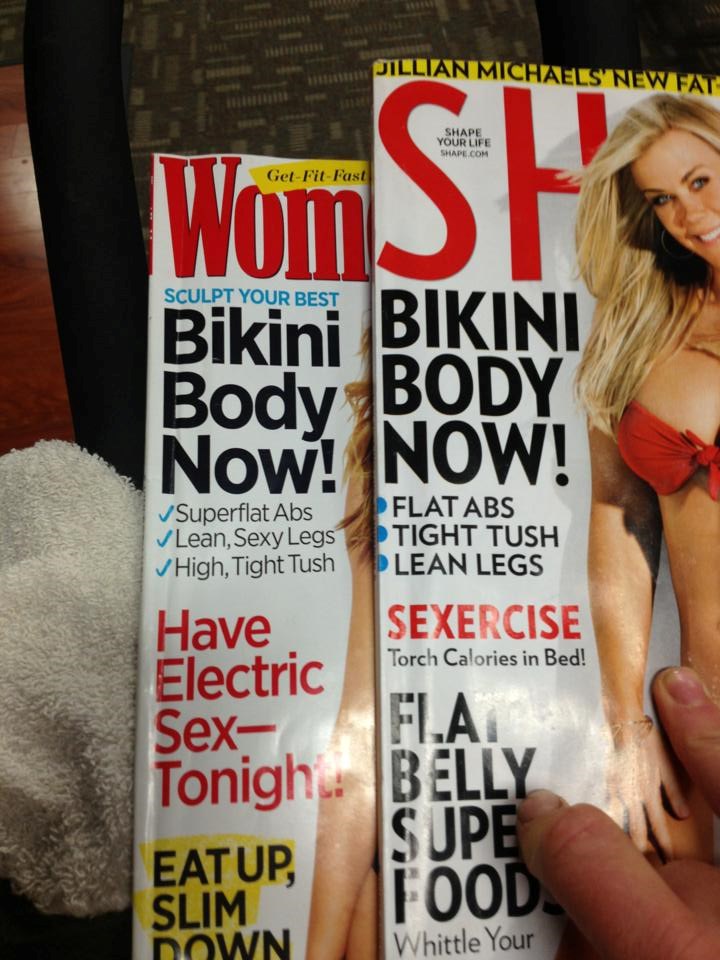 Get-Fit-Fast
Wom
SCULPT YOUR BEST
Bikini
Body
Now!
✓Superflat Abs
✓Lean, Sexy Legs
✓High, Tight Tush
Have
Electric
Sex—
Tonight!
EAT UP,
SLIM
DOWN
JILLIAN MICHAELS' NEW FAT-
SH
SHAPE
YOUR LIFE
SHAPE.COM
BIKINI
BODY
NOW!
FLAT ABS
TIGHT TUSH
LEAN LEGS
SEXERCISE
Torch Calories in Bed!
FLAT
BELLY
SUPE
FOODS
Whittle Your